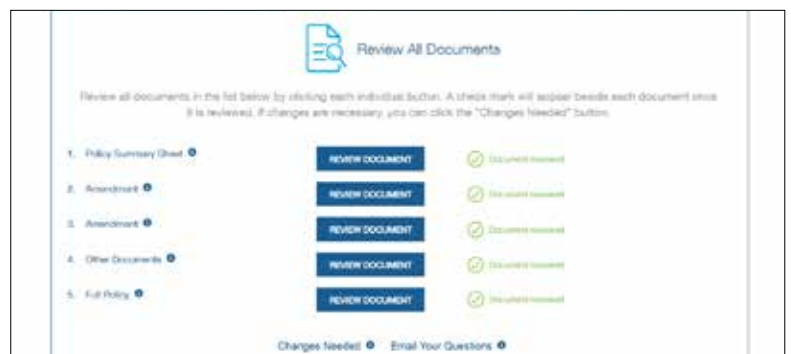 Review All Documents
Review all documents in the list below by clicking each individual button. A check mark will appear beside each document once
it is reviewed. If changes are necessary, you can click the "Changes Needed" button.
1. Policy Summary Sheet
REVIEW DOCUMENT
Document reviewed
2. Amendment
REVIEW DOCUMENT
Document reviewed
3. Amendment
REVIEW DOCUMENT
Document reviewed
4. Other Documents
REVIEW DOCUMENT
Document reviewed
5. Full Policy
REVIEW DOCUMENT
Document reviewed
Changes Needed Email Your Questions